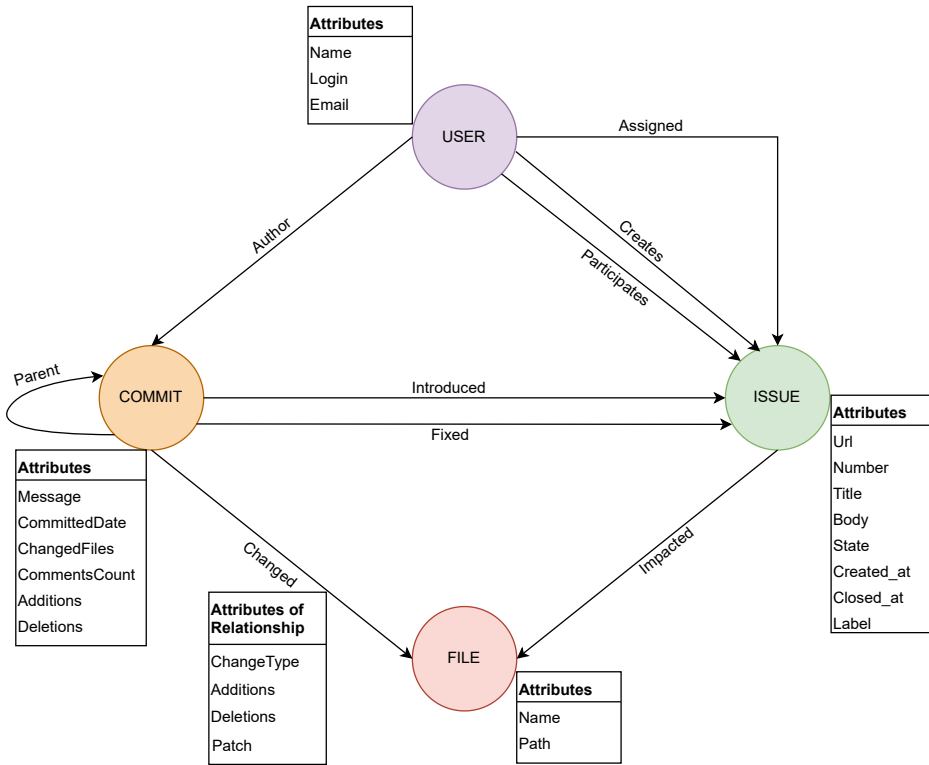 Attributes
Name
Login
Email
USER
Assigned
Author
Creates
Participates
Parent
COMMIT
Introduced
Fixed
ISSUE
Attributes
Url
Number
Title
Body
State
Created_at
Closed_at
Label
Attributes
Message
CommittedDate
ChangedFiles
CommentsCount
Additions
Deletions
Changed
Impacted
Attributes of
Relationship
ChangeType
Additions
Deletions
Patch
FILE
Attributes
Name
Path